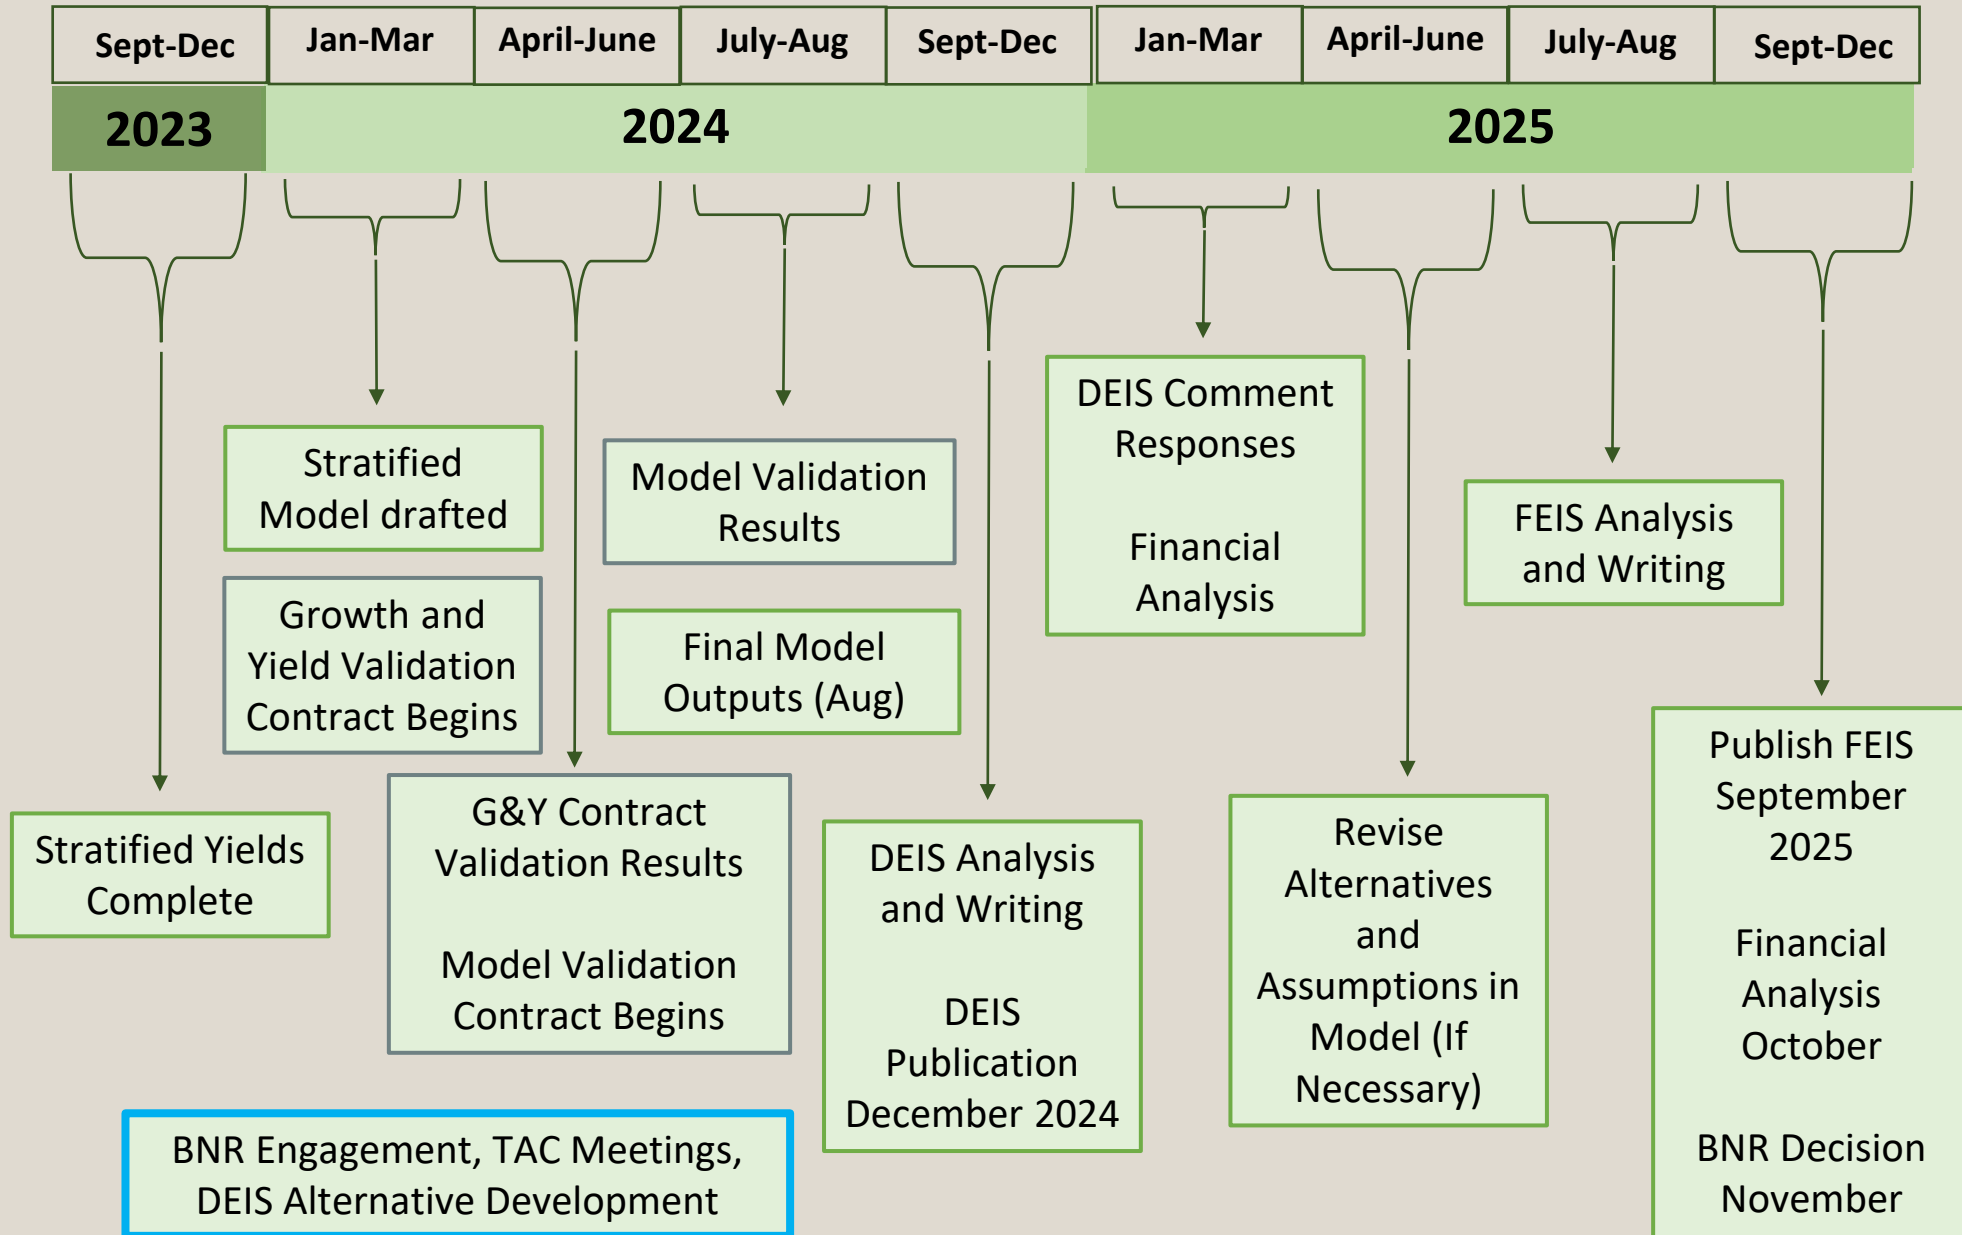 Sept-Dec
Jan-Mar
April-June
July-Aug
Sept-Dec
Jan-Mar
April-June
July-Aug
Sept-Dec
2023
2024
2025
Stratified Yields
Complete
Stratified
Model drafted
Growth and
Yield Validation
Contract Begins
G&Y Contract
Validation Results
Model Validation
Contract Begins
Model Validation
Results
Final Model
Outputs (Aug)
DEIS Analysis
and Writing
DEIS
Publication
December 2024
DEIS Comment
Responses
Financial
Analysis
Revise
Alternatives
and
Assumptions in
Model (If
Necessary)
FEIS Analysis
and Writing
Publish FEIS
September
2025
Financial
Analysis
October
BNR Decision
November
BNR Engagement, TAC Meetings,
DEIS Alternative Development